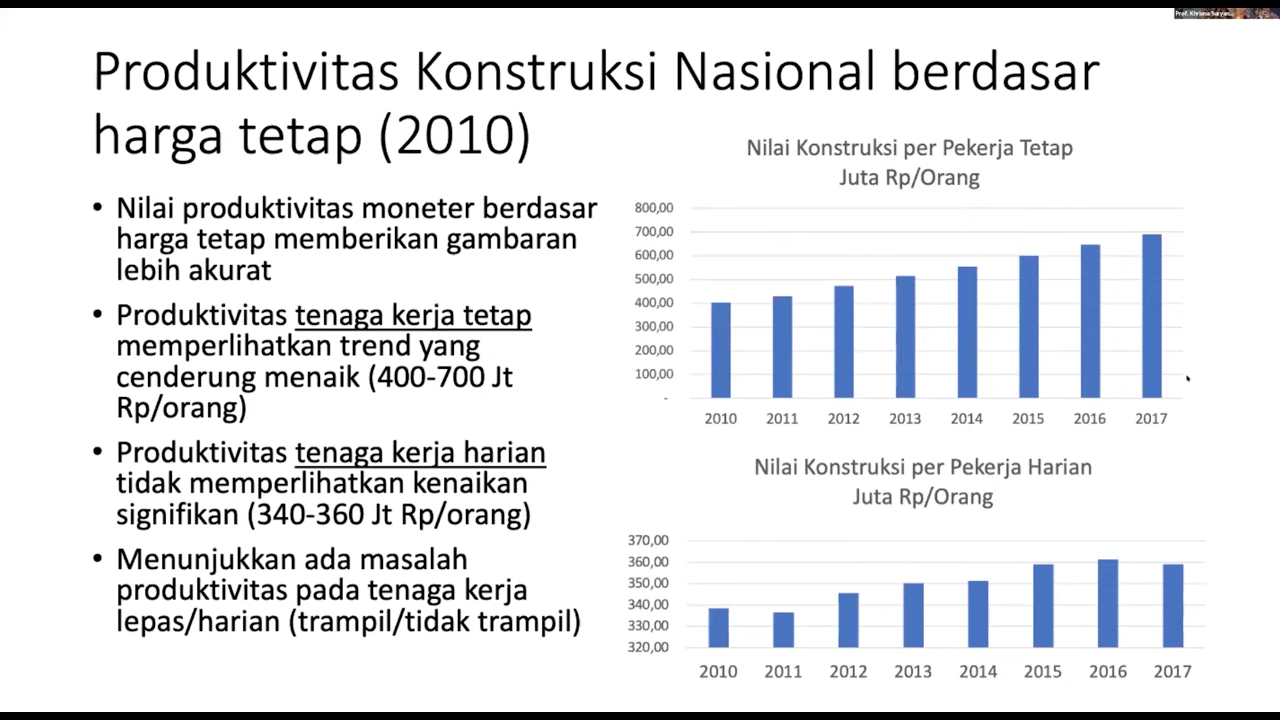 Produktivitas Konstruksi Nasional berdasar
harga tetap (2010)
• Nilai produktivitas moneter berdasar
harga tetap memberikan gambaran
lebih akurat
• Produktivitas tenaga kerja tetap
memperlihatkan trend yang
cenderung menaik (400-700 Jt
Rp/orang)
• Produktivitas tenaga kerja harian
tidak memperlihatkan kenaikan
signifikan (340-360 Jt Rp/orang)
• Menunjukkan ada masalah
produktivitas pada tenaga kerja
lepas/harian (trampil/tidak trampil)
Nilai Konstruksi per Pekerja Tetap
Juta Rp/Orang
800,00
700,00
600,00
500,00
400,00
300,00
200,00
100,00
-
2010 2011 2012 2013 2014 2015 2016 2017
Nilai Konstruksi per Pekerja Harian
Juta Rp/Orang
370,00
360,00
350,00
340,00
330,00
320,00
2010 2011 2012 2013 2014 2015 2016 2017